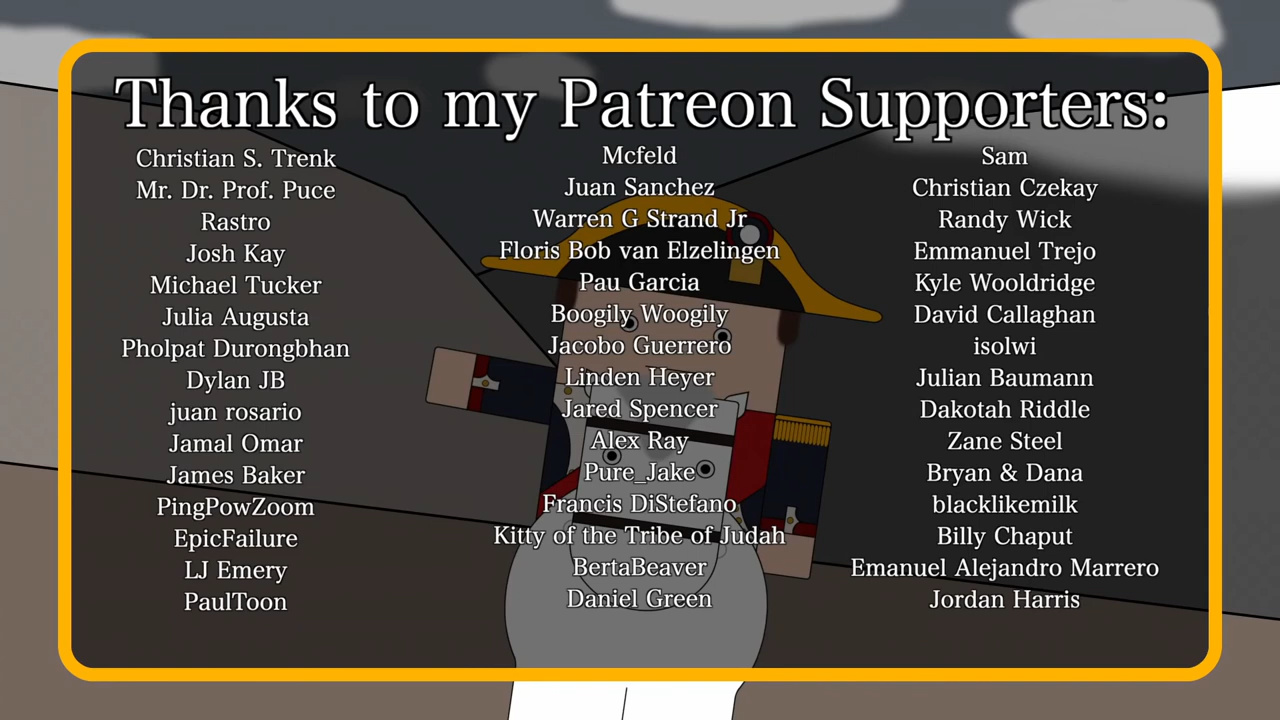 Thanks to my Patreon Supporters:
Christian S. Trenk
Mr. Dr. Prof. Puce
Rastro
Josh Kay
Michael Tucker
Julia Augusta
Pholpat Durongbhan
Dylan JB
juan rosario
Jamal Omar
James Baker
PingPowZoom
EpicFailure
LJ Emery
PaulToon
Mcfeld
Juan Sanchez
Warren G Strand Jr
Floris Bob van Elzelingen
Pau Garcia
Boogily Woogily
Jacobo Guerrero
Linden Heyer
Jared Spencer
Alex Ray
Pure_Jake
Francis DiStefano
Kitty of the Tribe of Judah
BertaBeaver
Daniel Green
Sam
Christian Czekay
Randy Wick
Emmanuel Trejo
Kyle Wooldridge
David Callaghan
isolwi
Julian Baumann
Dakotah Riddle
Zane Steel
Bryan & Dana
blacklikemilk
Billy Chaput
Emanuel Alejandro Marrero
Jordan Harris